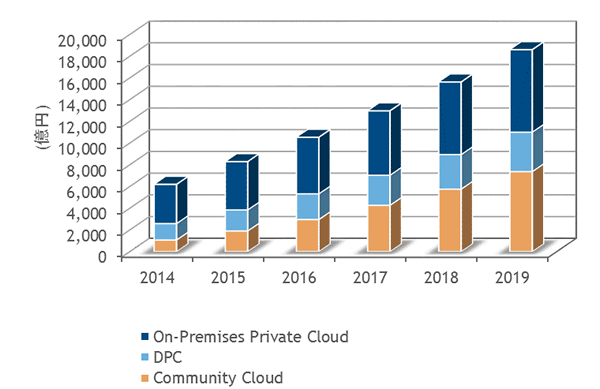 20,000
18,000
16,000
14,000
12,000
10,000
8,000
6,000
4,000
2,000
0
(億円)
2014 2015 2016 2017 2018 2019
On-Premises Private Cloud
DPC
Community Cloud